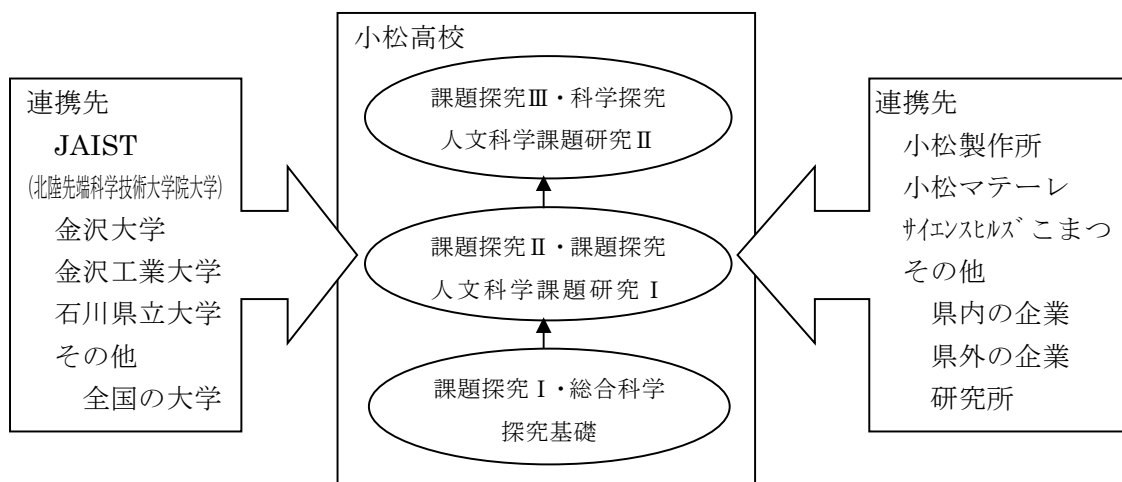 小松高校
課題探究Ⅲ・科学探究
人文科学課題研究Ⅱ
課題探究Ⅱ・課題探究
人文科学課題研究Ⅰ
課題探究Ⅰ・総合科学
探究基礎
連携先
JAIST
(北陸先端科学技術大学院大学)
金沢大学
金沢工業大学
石川県立大学
その他
全国の大学
連携先
小松製作所
小松マテーレ
ｻｲｴﾝｽﾋﾙｽﾞこまつ
その他
県内の企業
県外の企業
研究所